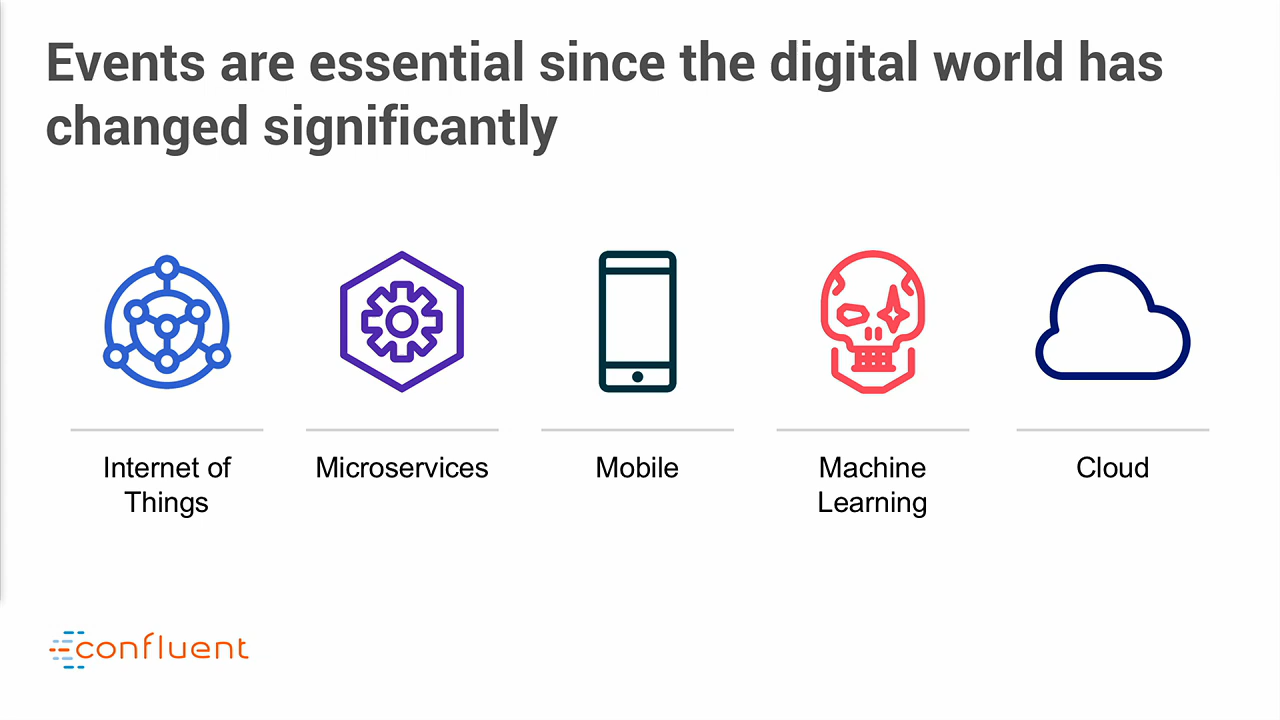 Events are essential since the digital world has
changed significantly
Internet of
Things
Microservices
Mobile
Machine
Learning
Cloud
confluent